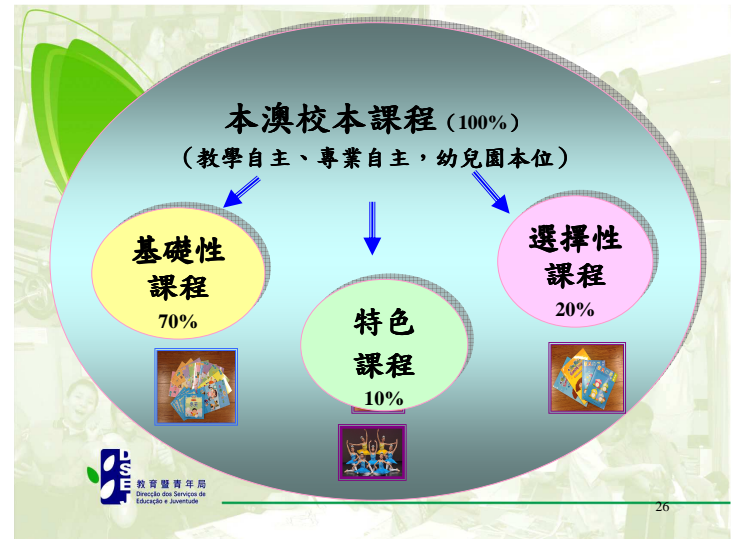 本澳校本課程（100%）
（教學自主、專業自主，幼兒園本位）
基礎性
課程
70%
特色
課程
10%
選擇性
課程
20%
DSEJ
教育暨青年局
Direcção dos Serviços de
Educação e Juventude
26